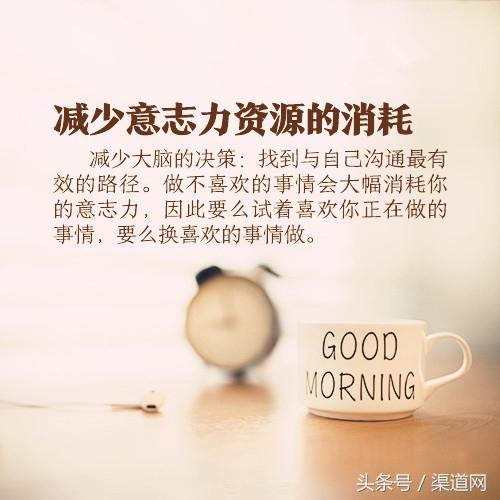 减少意志力资源的消耗
减少大脑的决策：找到与自己沟通最有
效的路径。做不喜欢的事情会大幅消耗你
的意志力，因此要么试着喜欢你正在做的
事情，要么换喜欢的事情做。
GOOD
MORNING
头条号／渠道网